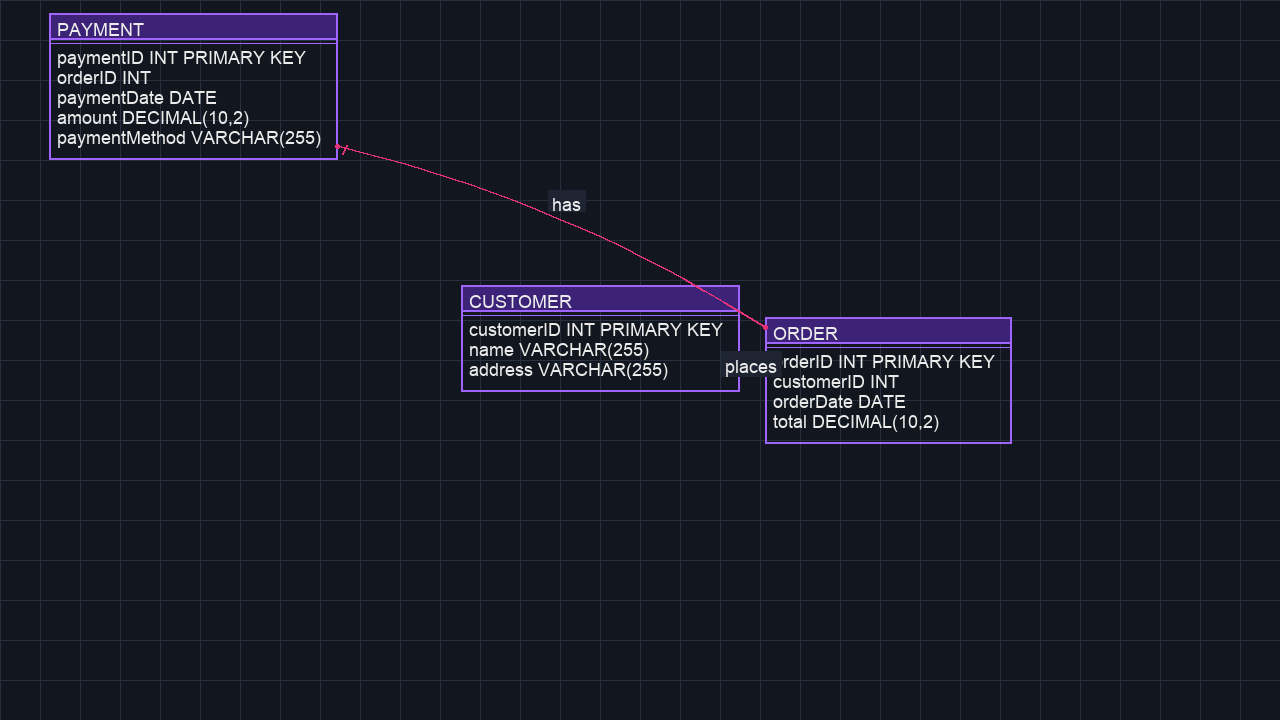 PAYMENT
paymentID INT PRIMARY KEY
orderID INT
paymentDate DATE
amount DECIMAL(10,2)
paymentMethod VARCHAR(255)
has
CUSTOMER
customerID INT PRIMARY KEY
name VARCHAR(255)
address VARCHAR(255)
places
ORDER
orderID INT PRIMARY KEY
customerID INT
orderDate DATE
total DECIMAL(10,2)